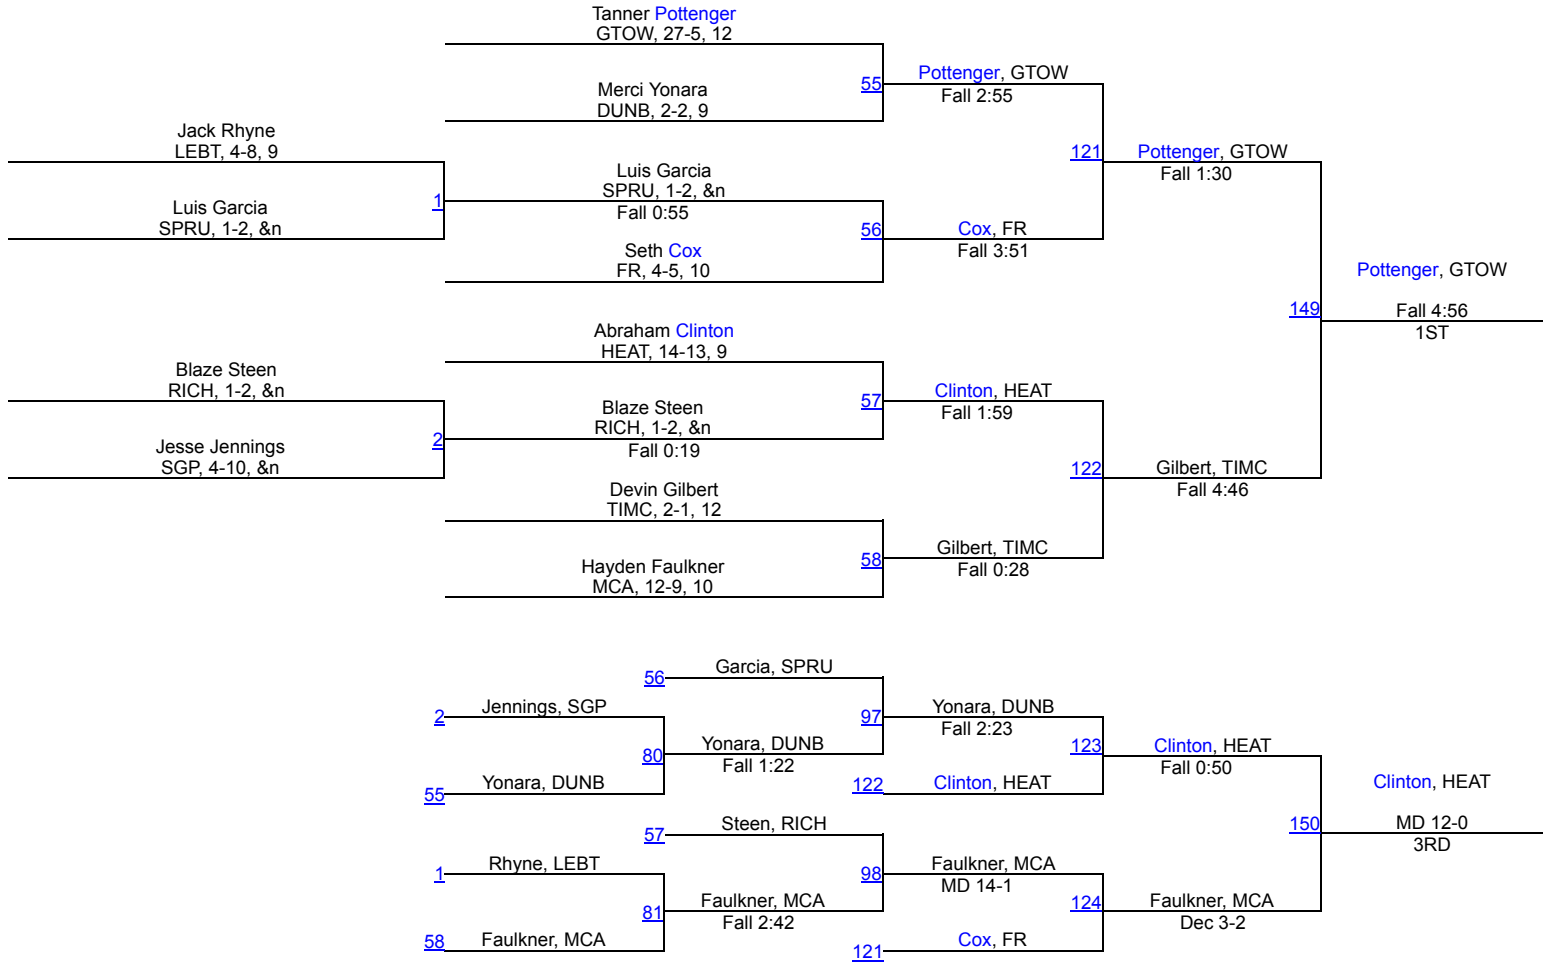 Tanner Pottenger
GTOW, 27-5, 12
55
Pottenger, GTOW
Fall 2:55
Merci Yonara
DUNB, 2-2, 9
Jack Rhyne
LEBT, 4-8, 9
121
Pottenger, GTOW
Fall 1:30
Luis Garcia
SPRU, 1-2, &n
1
Luis Garcia
SPRU, 1-2, &n
Fall 0:55
56
Cox, FR
Fall 3:51
Seth Cox
FR, 4-5, 10
Pottenger, GTOW
149
Fall 4:56
1ST
Abraham Clinton
HEAT, 14-13, 9
Blaze Steen
RICH, 1-2, &n
57
Clinton, HEAT
Fall 1:59
Blaze Steen
RICH, 1-2, &n
Fall 0:19
2
Jesse Jennings
SGP, 4-10, &n
122
Gilbert, TIMC
Fall 4:46
Devin Gilbert
TIMC, 2-1, 12
58
Gilbert, TIMC
Fall 0:28
Hayden Faulkner
MCA, 12-9, 10
56
Garcia, SPRU
2
Jennings, SGP
97
Yonara, DUNB
Fall 2:23
80
Yonara, DUNB
Fall 1:22
123
Clinton, HEAT
Fall 0:50
55
Yonara, DUNB
122
Clinton, HEAT
Clinton, HEAT
57
Steen, RICH
150
MD 12-0
3RD
1
Rhyne, LEBT
98
Faulkner, MCA
MD 14-1
81
Faulkner, MCA
Fall 2:42
124
Faulkner, MCA
Dec 3-2
58
Faulkner, MCA
121
Cox, FR